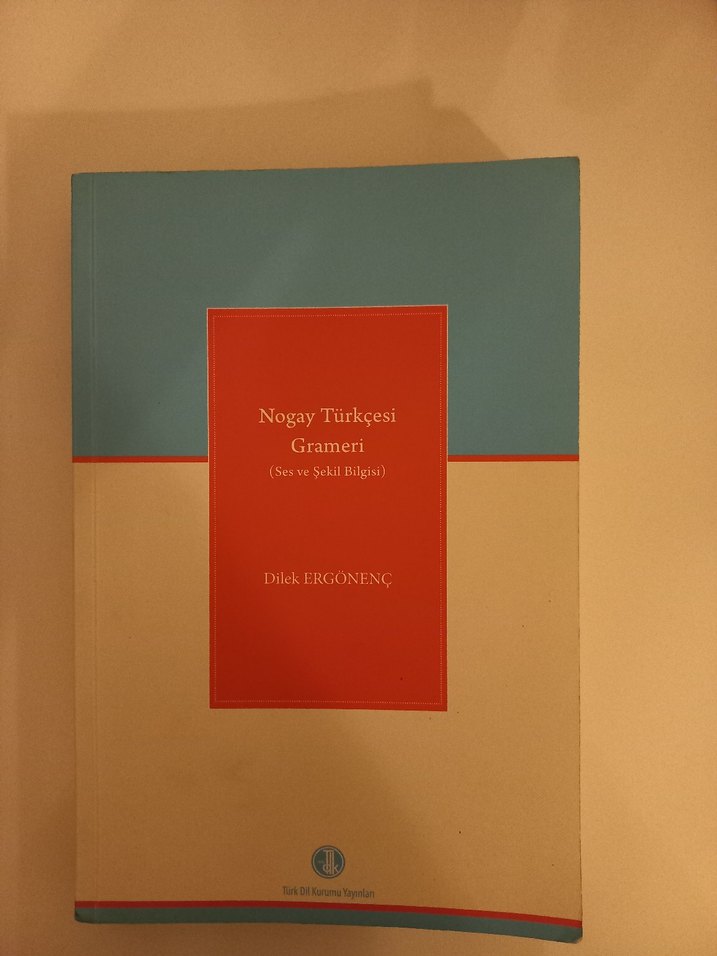 Nogay Türkçesi
Grameri
(Ses ve Şekil Bilgisi)
Dilek ERGÖNENÇ
Türk Dil Kurumu Yayınları